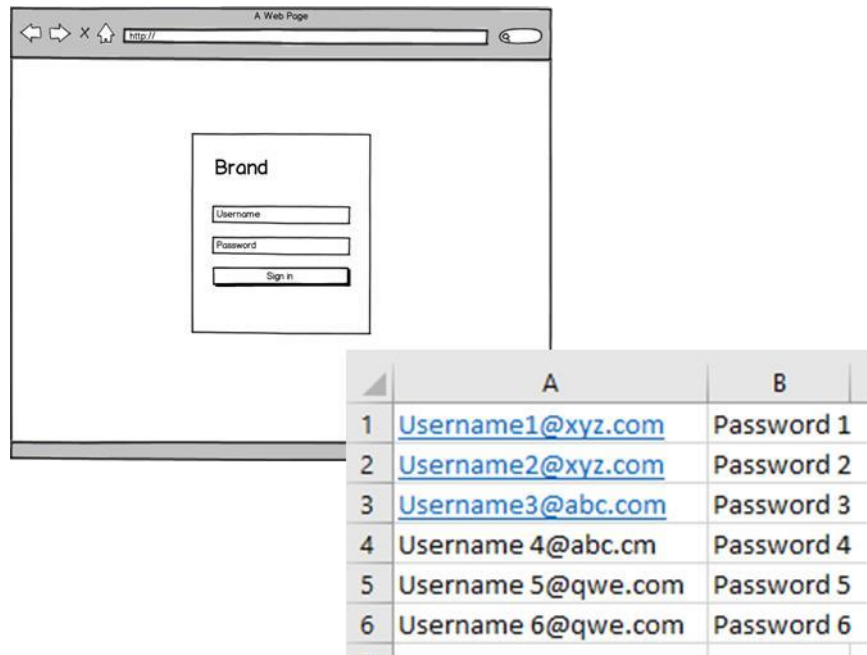 A Web Page
http://
Brand
Username
Password
Sign in
A B
1 Username1@xyz.com Password 1
2 Username2@xyz.com Password 2
3 Username3@abc.com Password 3
4 Username 4@abc.cm Password 4
5 Username 5@qwe.com Password 5
6 Username 6@qwe.com Password 6